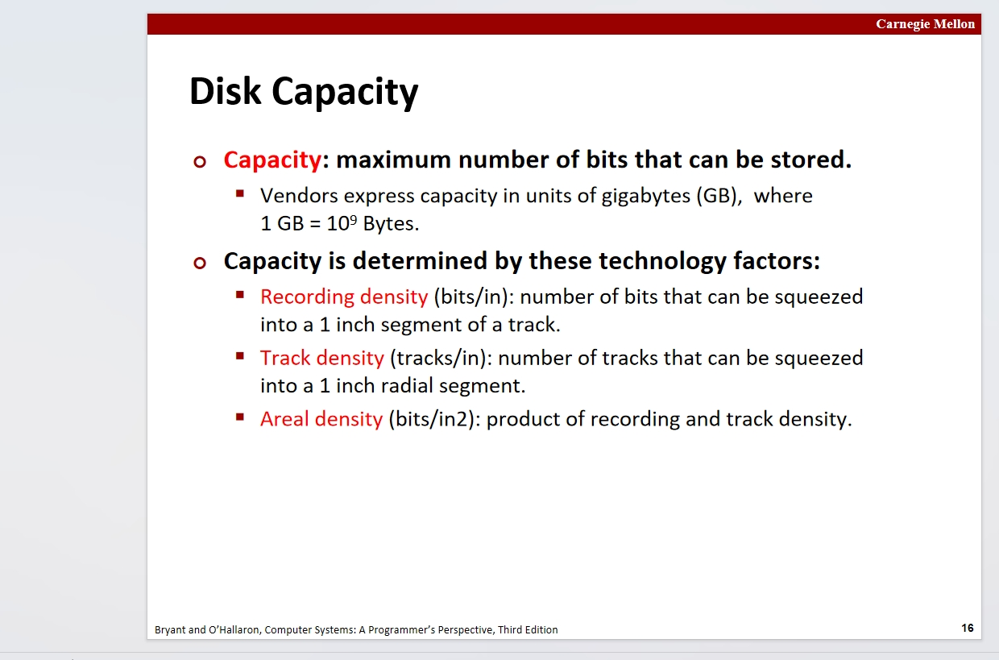 Carnegie Mellon
Disk Capacity
Capacity: maximum number of bits that can be stored.
Vendors express capacity in units of gigabytes (GB),  where
1 GB = 10⁹ Bytes.
Capacity is determined by these technology factors:
Recording density (bits/in): number of bits that can be squeezed
into a 1 inch segment of a track.
Track density (tracks/in): number of tracks that can be squeezed
into a 1 inch radial segment.
Areal density (bits/in2): product of recording and track density.
Bryant and O’Hallaron, Computer Systems: A Programmer’s Perspective, Third Edition
16